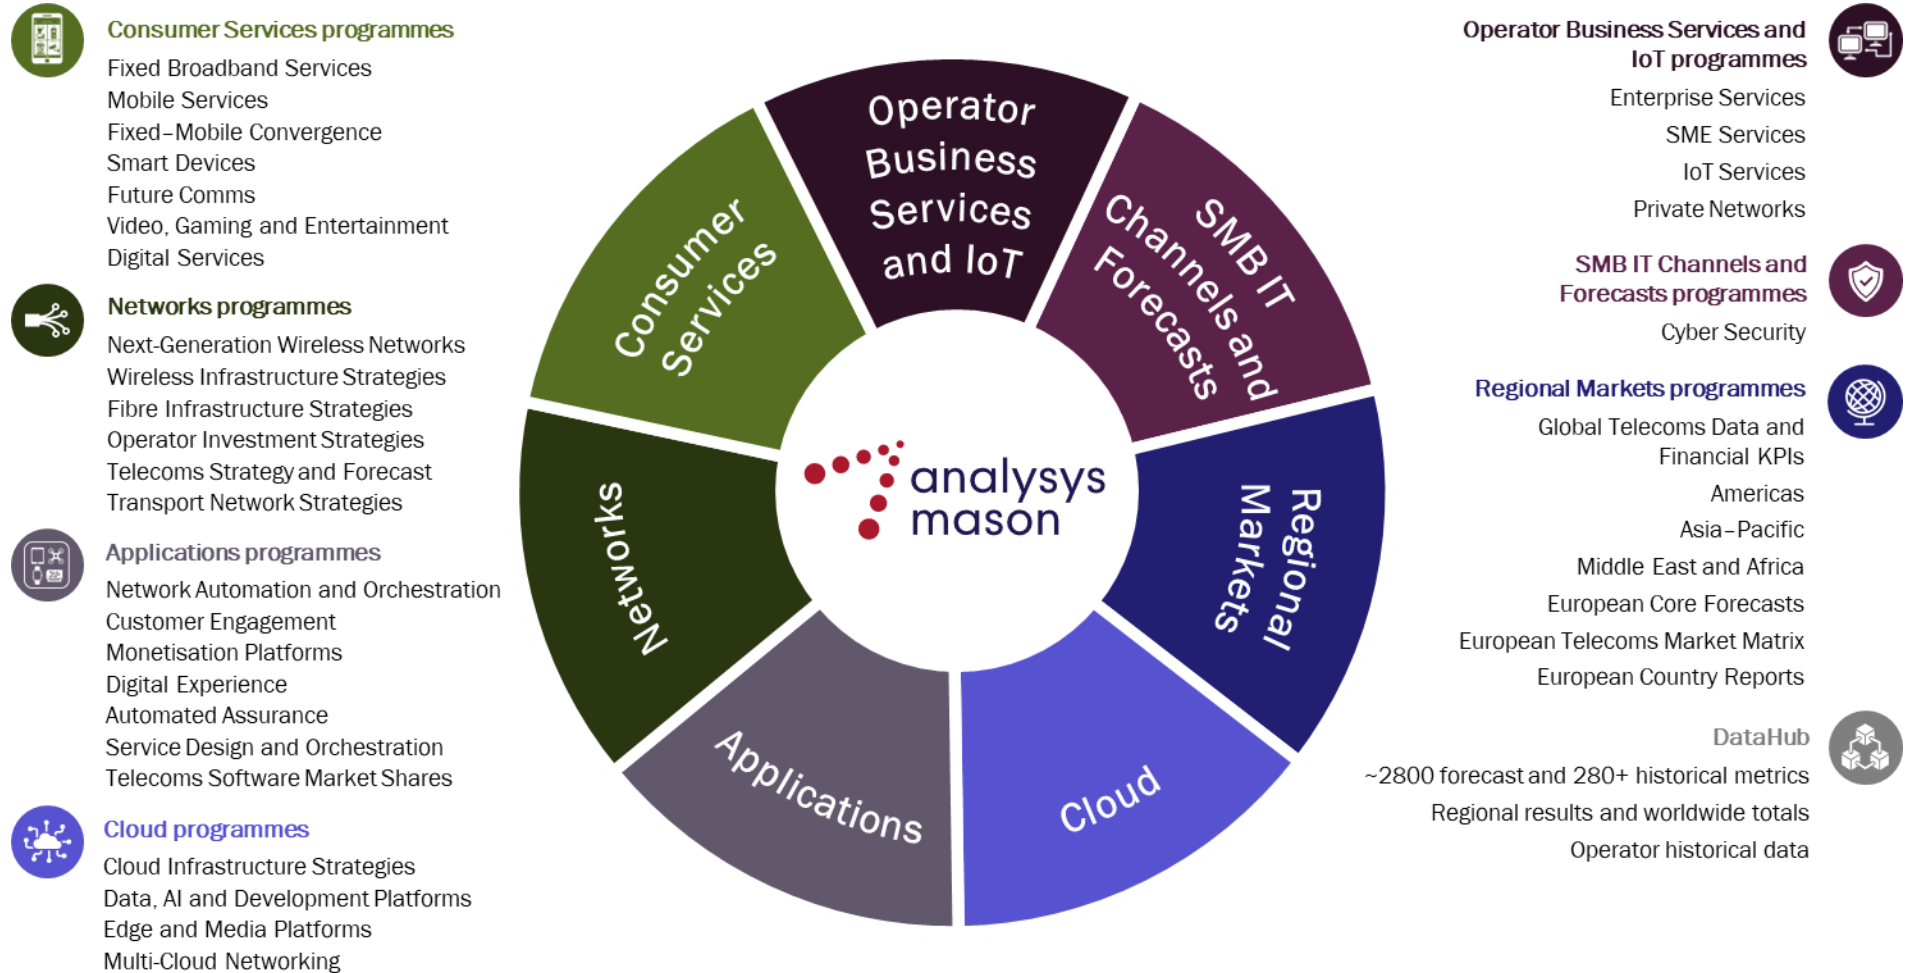 Consumer Services programmes
Fixed Broadband Services
Mobile Services
Fixed–Mobile Convergence
Smart Devices
Future Comms
Video, Gaming and Entertainment
Digital Services
Networks programmes
Next-Generation Wireless Networks
Wireless Infrastructure Strategies
Fibre Infrastructure Strategies
Operator Investment Strategies
Telecoms Strategy and Forecast
Transport Network Strategies
Applications programmes
Network Automation and Orchestration
Customer Engagement
Monetisation Platforms
Digital Experience
Automated Assurance
Service Design and Orchestration
Telecoms Software Market Shares
Cloud programmes
Cloud Infrastructure Strategies
Data, AI and Development Platforms
Edge and Media Platforms
Multi-Cloud Networking
Operator
Business
Services
and IoT
SMB IT
Channels and
Forecasts
Regional
Markets
Cloud
Applications
Networks
Consumer
Services
analysys
mason
Operator Business Services and
IoT programmes
Enterprise Services
SME Services
IoT Services
Private Networks
SMB IT Channels and
Forecasts programmes
Cyber Security
Regional Markets programmes
Global Telecoms Data and
Financial KPIs
Americas
Asia–Pacific
Middle East and Africa
European Core Forecasts
European Telecoms Market Matrix
European Country Reports
DataHub
~2800 forecast and 280+ historical metrics
Regional results and worldwide totals
Operator historical data